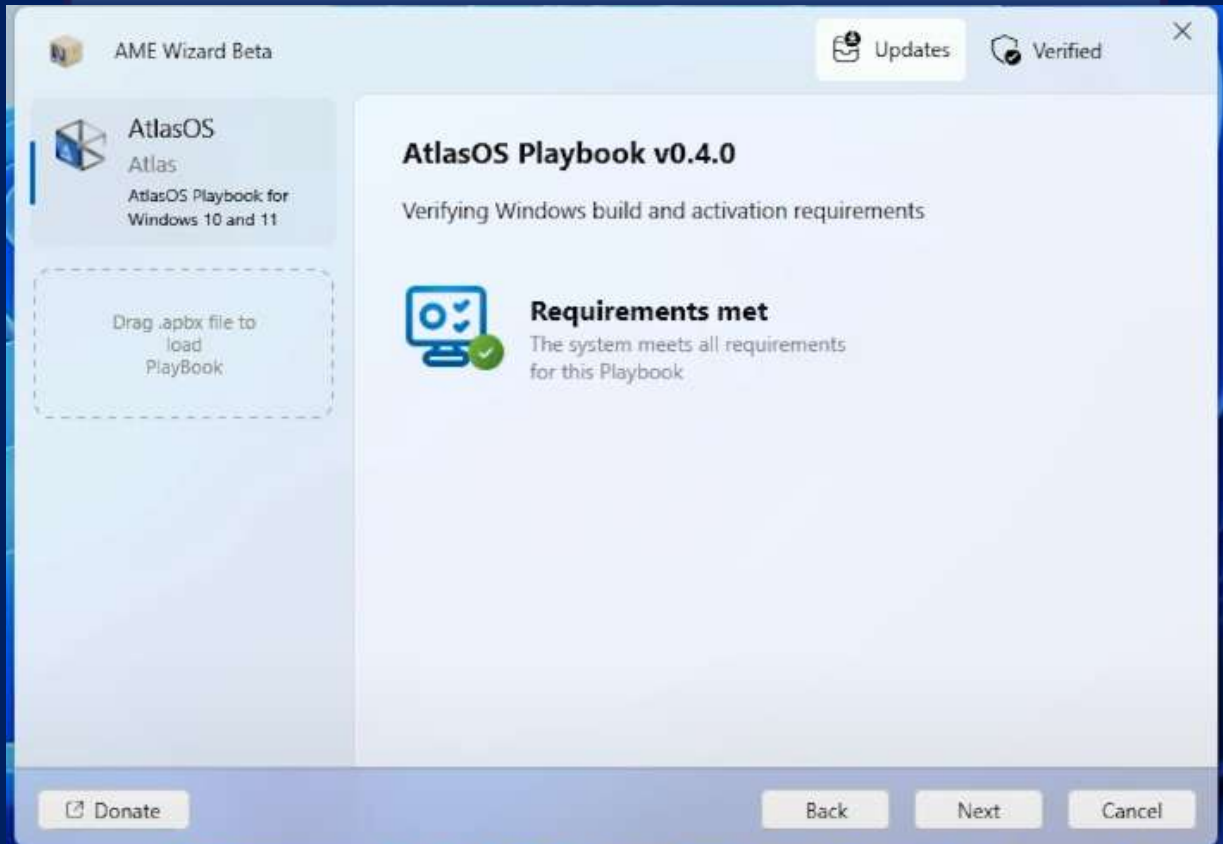 AME Wizard Beta
Updates
Verified
AtlasOS
Atlas
AtlasOS Playbook for
Windows 10 and 11
Drag .apbx file to
load
PlayBook
AtlasOS Playbook v0.4.0
Verifying Windows build and activation requirements
Requirements met
The system meets all requirements
for this Playbook
Donate
Back
Next
Cancel